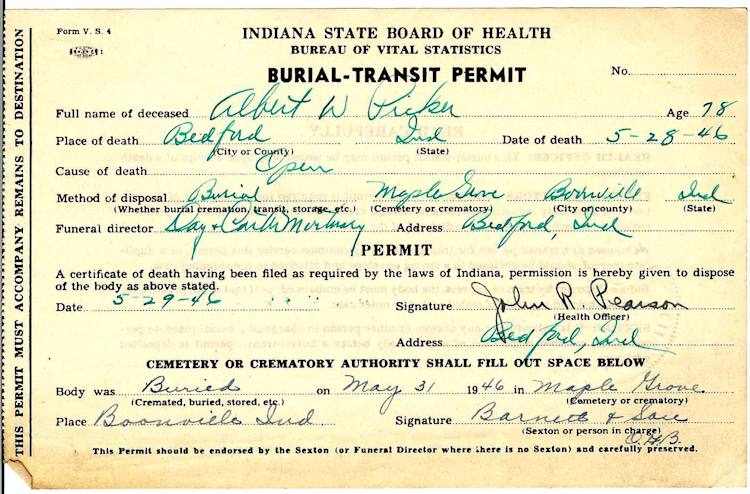 Form V. S. 4
INDIANA STATE BOARD OF HEALTH
BUREAU OF VITAL STATISTICS
BURIAL-TRANSIT PERMIT
No.
Full name of deceased Albert W Picker Age 78
Place of death Bedford Ind Date of death 5-28-46
(City or County) (State)
Cause of death Open
Method of disposal Burial Maple Grove Boonville Ind
(Whether burial cremation, transit, storage, etc.) (Cemetery or crematory) (City or county) (State)
Funeral director Day & Mortuary Address Bedford, Ind
PERMIT
A certificate of death having been filed as required by the laws of Indiana, permission is hereby given to dispose
of the body as above stated.
Date 5-29-46 Signature John R. Pearson
(Health Officer)
Address Bedford, Ind
CEMETERY OR CREMATORY AUTHORITY SHALL FILL OUT SPACE BELOW
Body was Buried on May 31 1946 in Maple Grove
(Cremated, buried, stored, etc.) (Cemetery or crematory)
Place Boonville Ind Signature Barnett &
(Sexton or person in charge)
This Permit should be endorsed by the Sexton (or Funeral Director where there is no Sexton) and carefully preserved.
THIS PERMIT MUST ACCOMPANY REMAINS TO DESTINATION